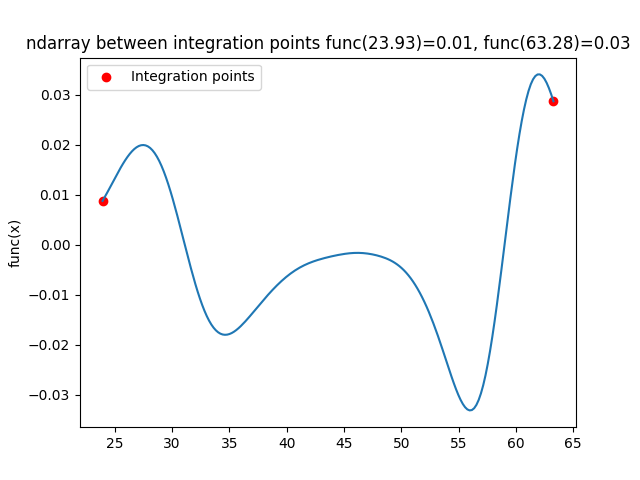 ndarray between integration points func(23.93)=0.01, func(63.28)=0.03
Integration points
func(x)
0.03
0.02
0.01
0.00
−0.01
−0.02
−0.03
25 30 35 40 45 50 55 60 65